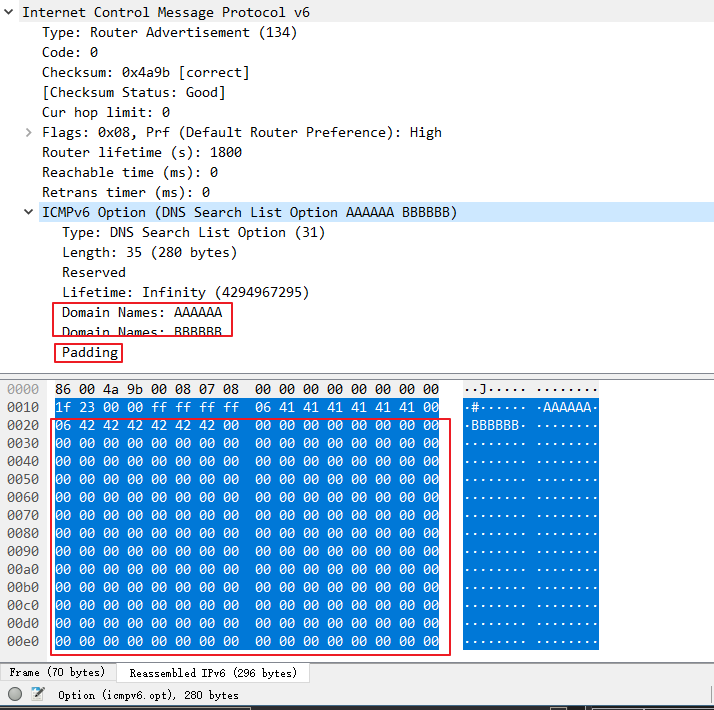 Internet Control Message Protocol v6
Type: Router Advertisement (134)
Code: 0
Checksum: 0x4a9b [correct]
[Checksum Status: Good]
Cur hop limit: 0
Flags: 0x08, Prf (Default Router Preference): High
Router lifetime (s): 1800
Reachable time (ms): 0
Retrans timer (ms): 0
ICMPv6 Option (DNS Search List Option AAAAAA BBBBBB)
Type: DNS Search List Option (31)
Length: 35 (280 bytes)
Reserved
Lifetime: Infinity (4294967295)
Domain Names: AAAAAA
Domain Names: BBBBBB
Padding
0000 86 00 4a 9b 00 08 07 08 00 00 00 00 00 00 00 00 ··J····· ········
0010 1f 23 00 00 ff ff ff ff 06 41 41 41 41 41 41 00 ·#······ ·AAAAAA·
0020 06 42 42 42 42 42 42 00 00 00 00 00 00 00 00 00 ·BBBBBB· ········
0030 00 00 00 00 00 00 00 00 00 00 00 00 00 00 00 00 ········ ········
0040 00 00 00 00 00 00 00 00 00 00 00 00 00 00 00 00 ········ ········
0050 00 00 00 00 00 00 00 00 00 00 00 00 00 00 00 00 ········ ········
0060 00 00 00 00 00 00 00 00 00 00 00 00 00 00 00 00 ········ ········
0070 00 00 00 00 00 00 00 00 00 00 00 00 00 00 00 00 ········ ········
0080 00 00 00 00 00 00 00 00 00 00 00 00 00 00 00 00 ········ ········
0090 00 00 00 00 00 00 00 00 00 00 00 00 00 00 00 00 ········ ········
00a0 00 00 00 00 00 00 00 00 00 00 00 00 00 00 00 00 ········ ········
00b0 00 00 00 00 00 00 00 00 00 00 00 00 00 00 00 00 ········ ········
00c0 00 00 00 00 00 00 00 00 00 00 00 00 00 00 00 00 ········ ········
00d0 00 00 00 00 00 00 00 00 00 00 00 00 00 00 00 00 ········ ········
00e0 00 00 00 00 00 00 00 00 00 00 00 00 00 00 00 00 ········ ········
Frame (70 bytes) Reassembled IPv6 (296 bytes)
Option (icmpv6.opt), 280 bytes